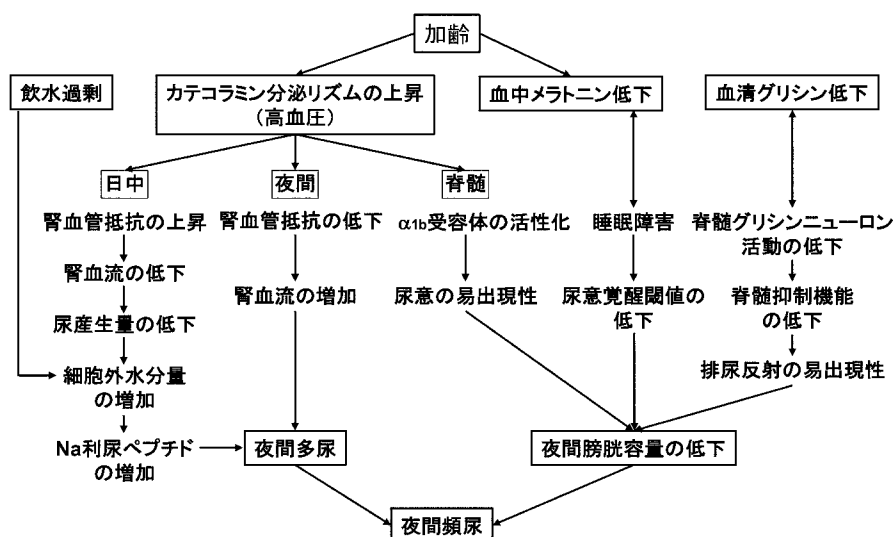 加齢
飲水過剰
カテコラミン分泌リズムの上昇
（高血圧）
血中メラトニン低下
血清グリシン低下
日中
夜間
脊髄
腎血管抵抗の上昇
腎血管抵抗の低下
α1b受容体の活性化
睡眠障害
脊髄グリシンニューロン
活動の低下
腎血流の低下
腎血流の増加
尿意の易出現性
尿意覚醒閾値の
低下
脊髄抑制機能
の低下
尿産生量の低下
細胞外水分量
の増加
排尿反射の易出現性
Na利尿ペプチド
の増加
夜間多尿
夜間膀胱容量の低下
夜間頻尿